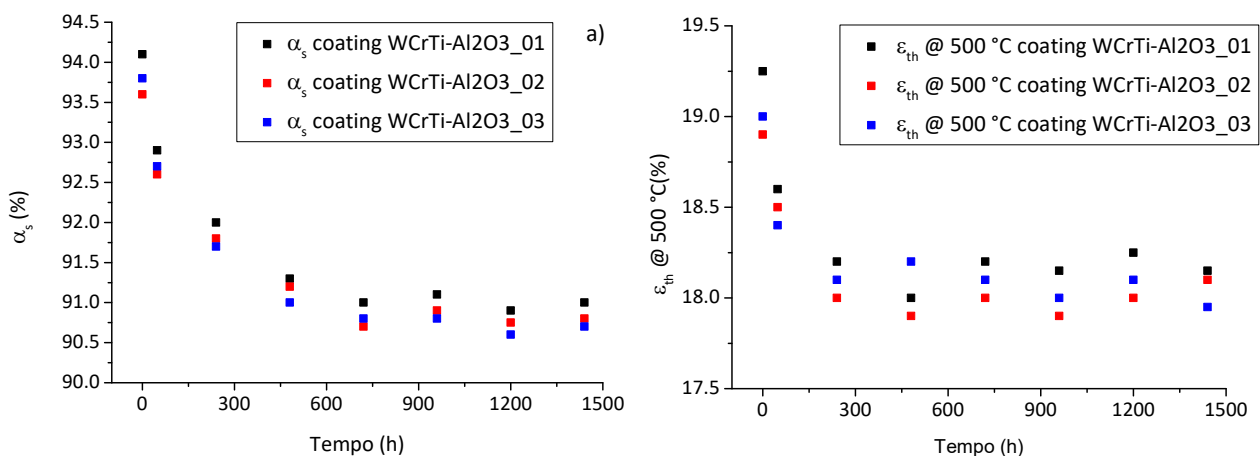 94.5
94.0
93.5
93.0
92.5
92.0
91.5
91.0
90.5
90.0
αs (%)
0 300 600 900 1200 1500
Tempo (h)
αs coating WCrTi-Al2O3_01
αs coating WCrTi-Al2O3_02
αs coating WCrTi-Al2O3_03
a)
19.5
19.0
18.5
18.0
17.5
εth @ 500 °C(%)
0 300 600 900 1200 1500
Tempo (h)
εth @ 500 °C coating WCrTi-Al2O3_01
εth @ 500 °C coating WCrTi-Al2O3_02
εth @ 500 °C coating WCrTi-Al2O3_03